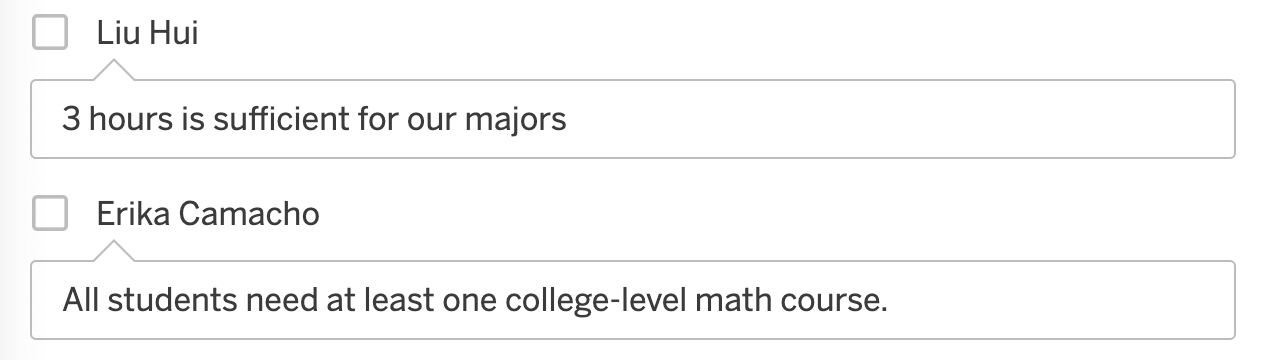 Liu Hui
3 hours is sufficient for our majors
Erika Camacho
All students need at least one college-level math course.